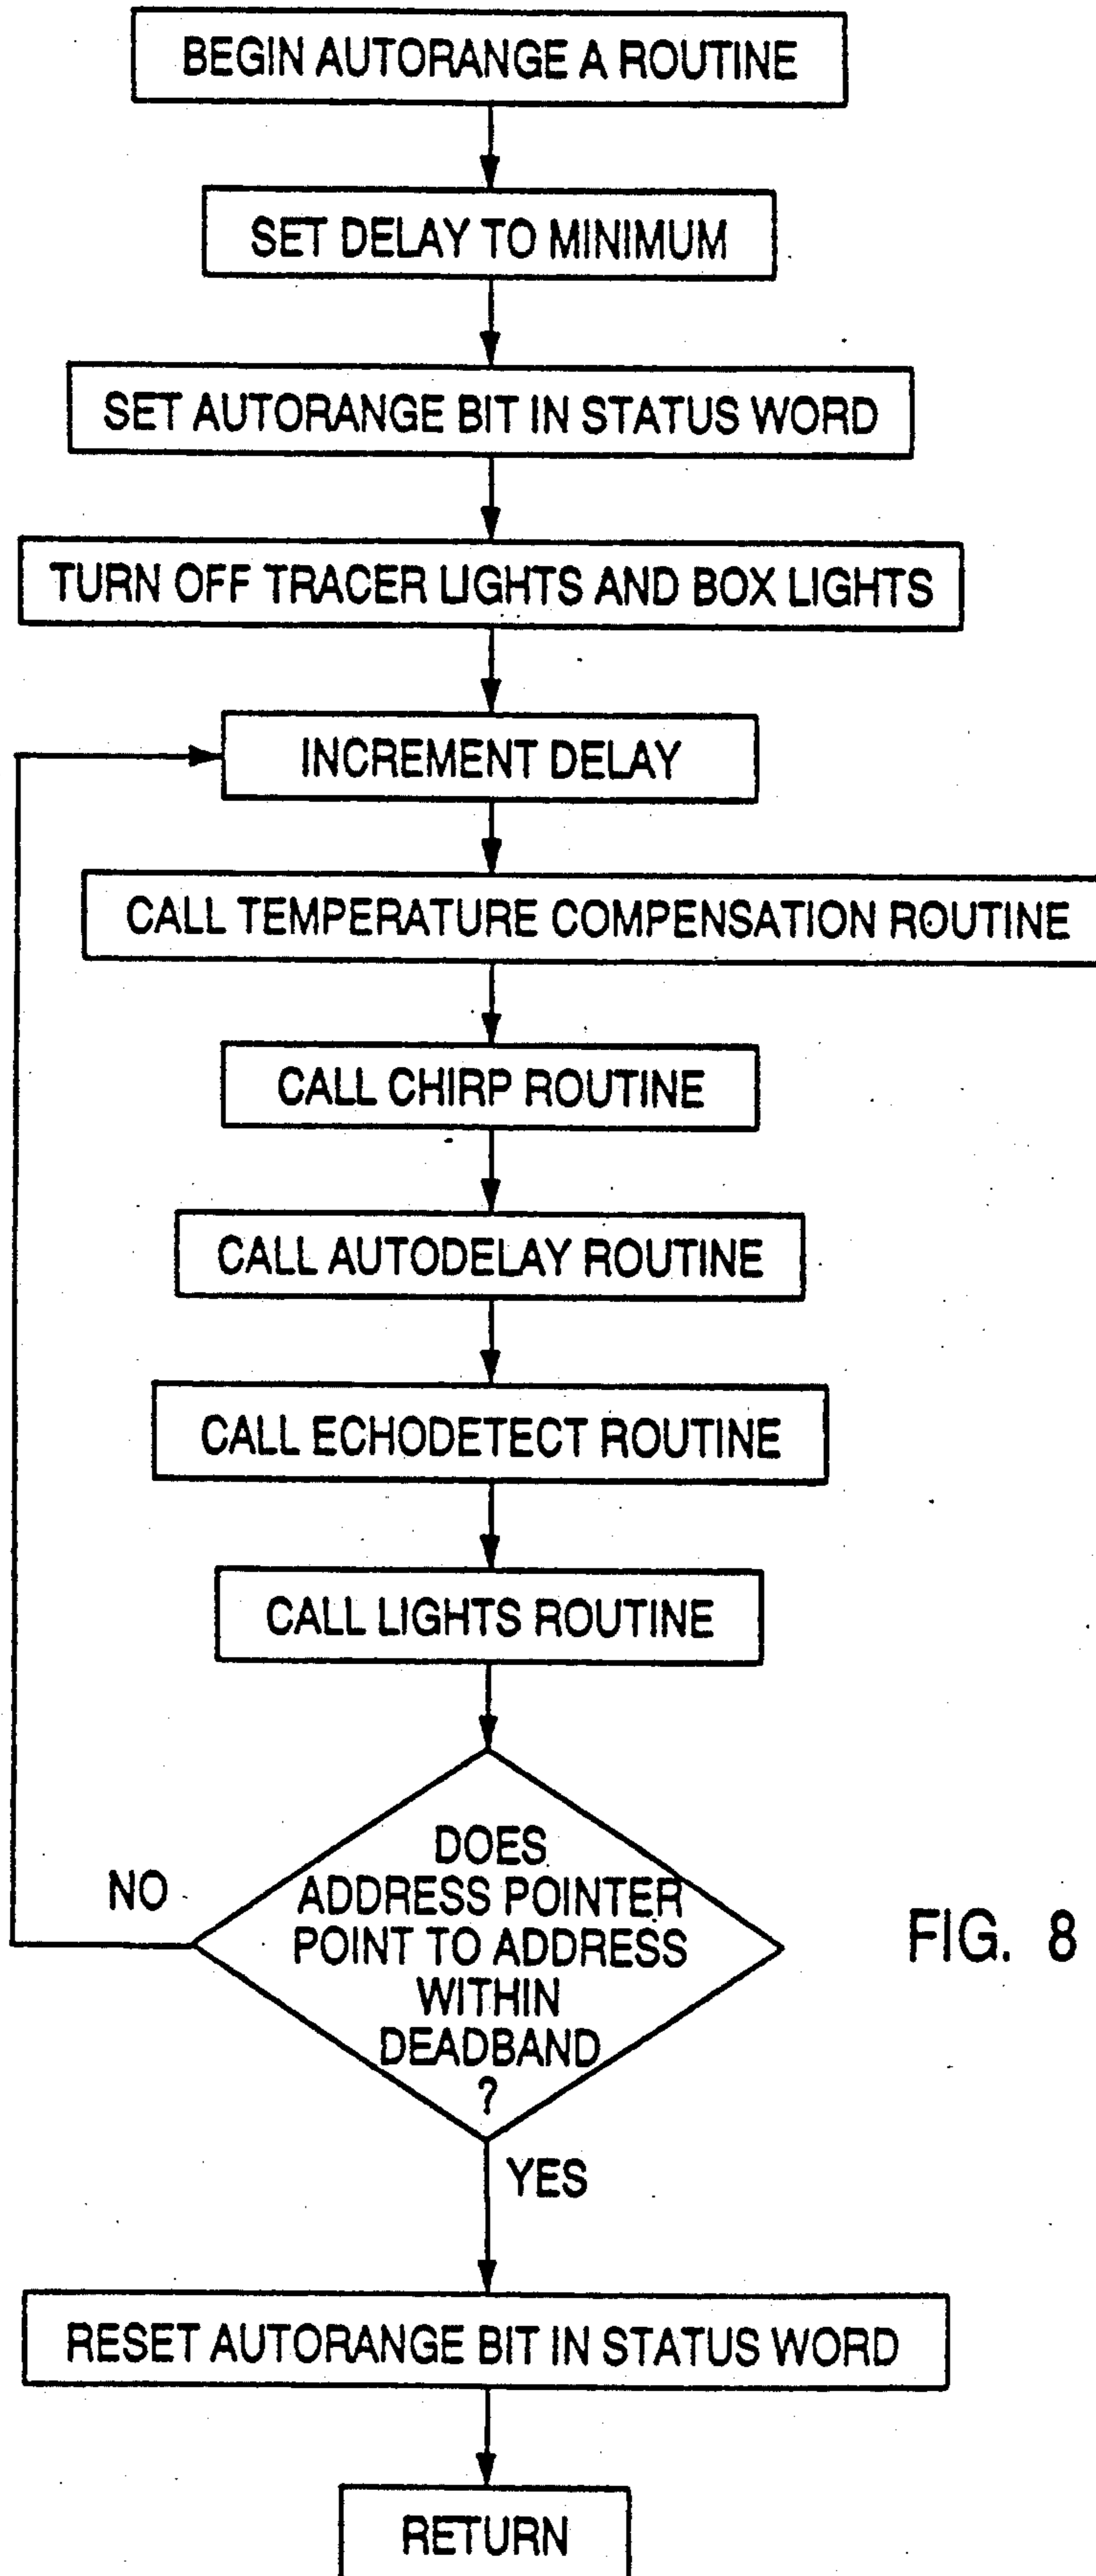 BEGIN AUTORANGE A ROUTINE
SET DELAY TO MINIMUM
SET AUTORANGE BIT IN STATUS WORD
TURN OFF TRACER LIGHTS AND BOX LIGHTS
INCREMENT DELAY
CALL TEMPERATURE COMPENSATION ROUTINE
CALL CHIRP ROUTINE
CALL AUTODELAY ROUTINE
CALL ECHODETECT ROUTINE
CALL LIGHTS ROUTINE
DOES
ADDRESS POINTER
POINT TO ADDRESS
WITHIN
DEADBAND
?
NO
FIG. 8
YES
RESET AUTORANGE BIT IN STATUS WORD
RETURN